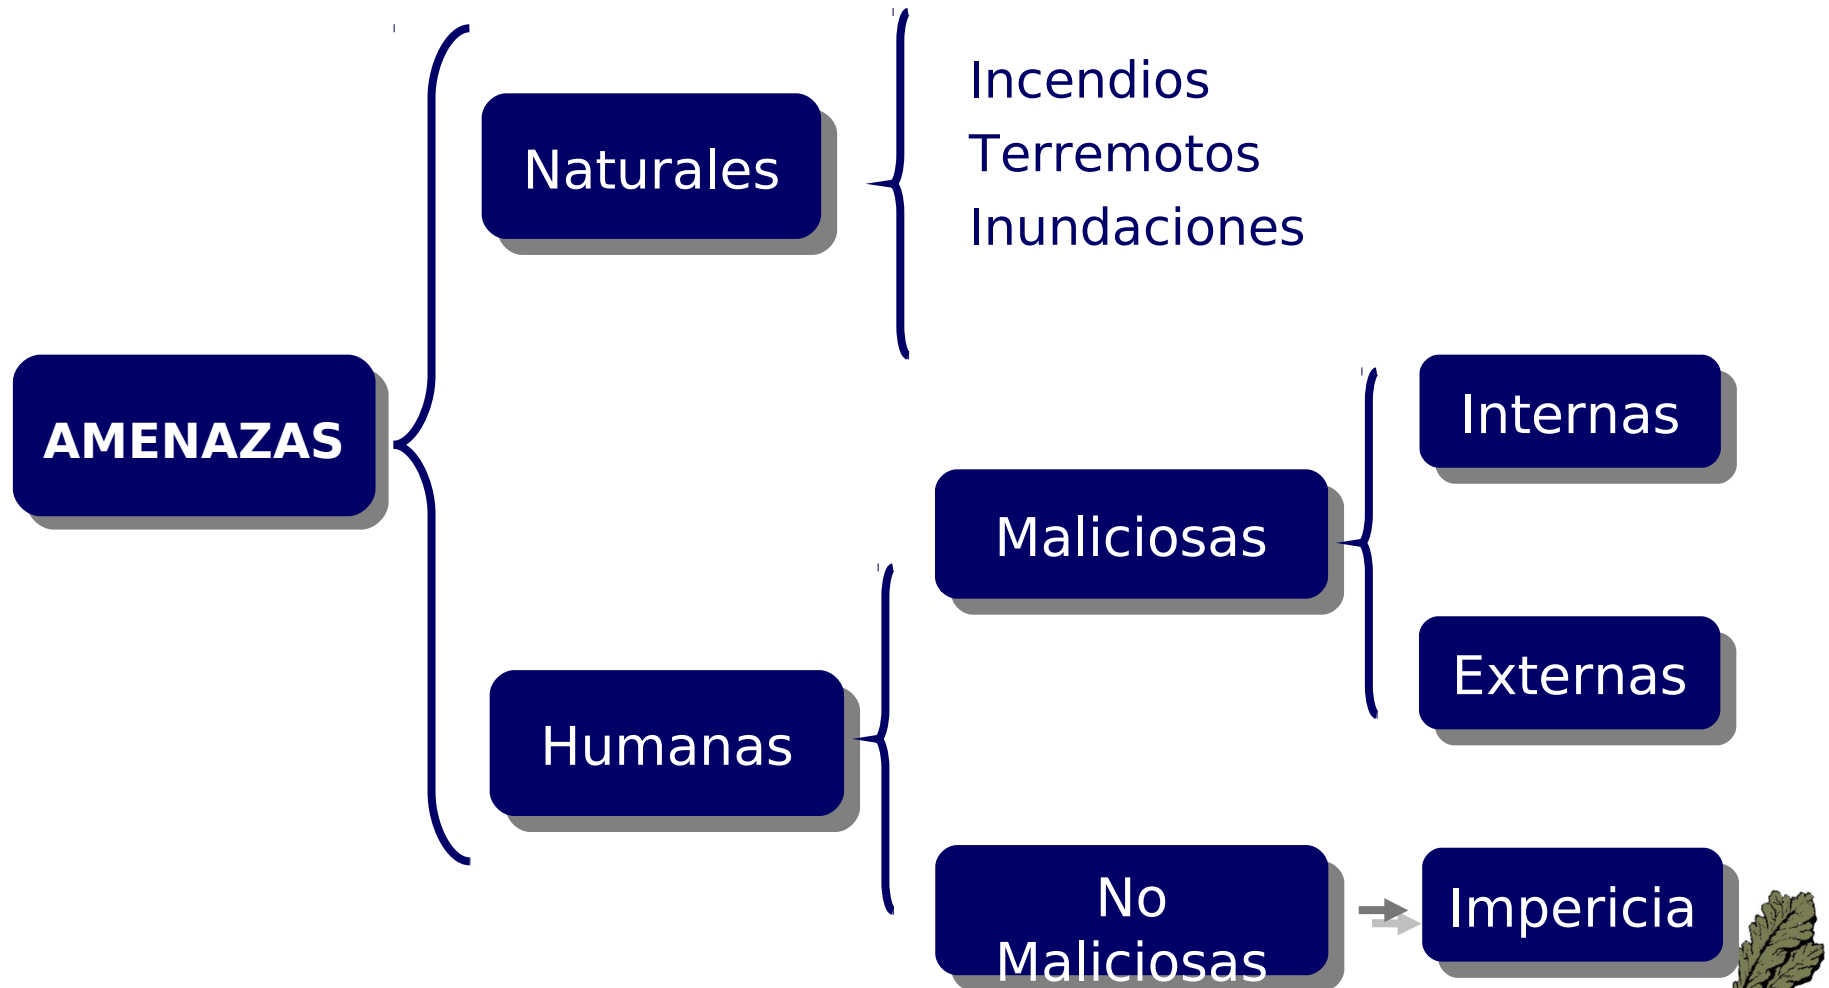 AMENAZAS
Naturales
Incendios
Terremotos
Inundaciones
Humanas
Maliciosas
Internas
Externas
No
Maliciosas
Impericia